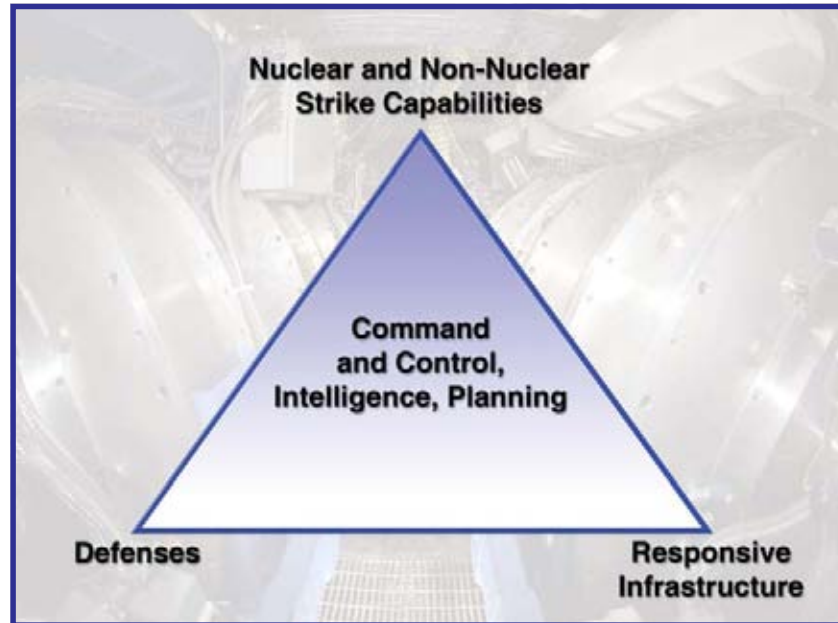 Nuclear and Non-Nuclear
Strike Capabilities
Command
and Control,
Intelligence, Planning
Defenses
Responsive
Infrastructure